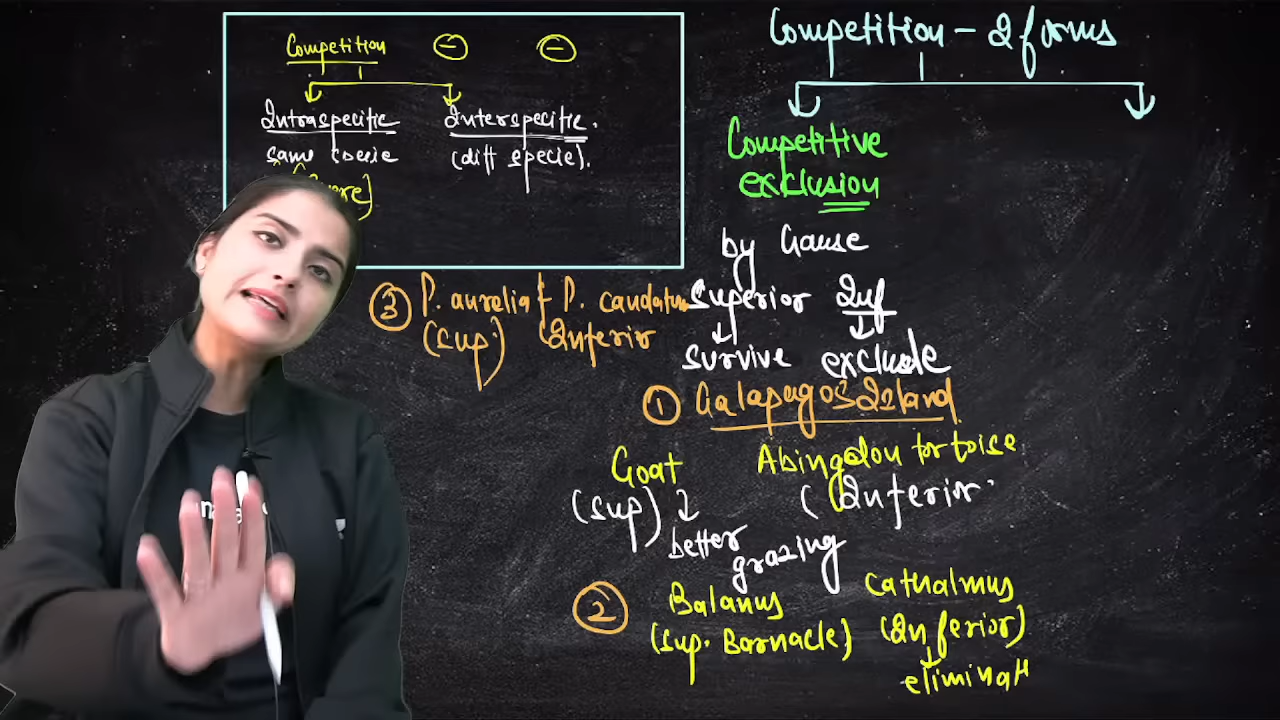 Competition - 2 forms
Competition - -
Intraspecific Interspecific.
same specie (diff specie).
Competitive
exclusion
by Gause
superior Inf
survive exclude
① Galapagos Island
Goat Abingdon tortoise
(sup) (Inferior.
better
grazing
② Balanus Cathalmus
(sup. Barnacle) (Inferior)
eliminat
③ P. aurelia & P. caudatum
(sup.) Inferir